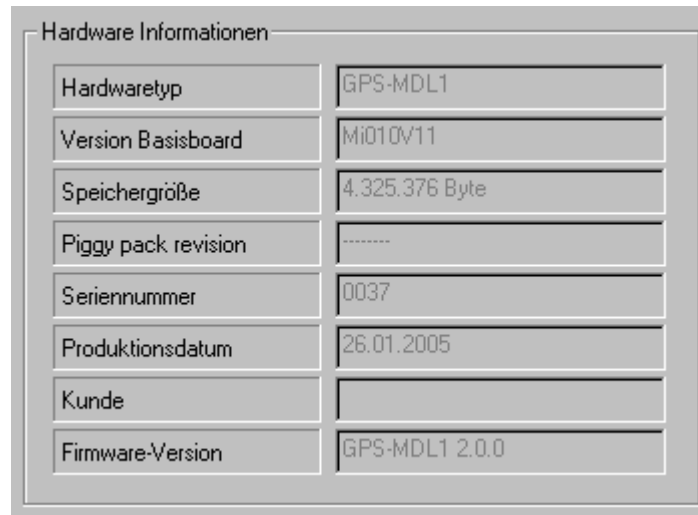 Hardware Informationen
Hardwaretyp GPS-MDL1
Version Basisboard Mi010V11
Speichergröße 4.325.376 Byte
Piggy pack revision --------
Seriennummer 0037
Produktionsdatum 26.01.2005
Kunde
Firmware-Version GPS-MDL1 2.0.0